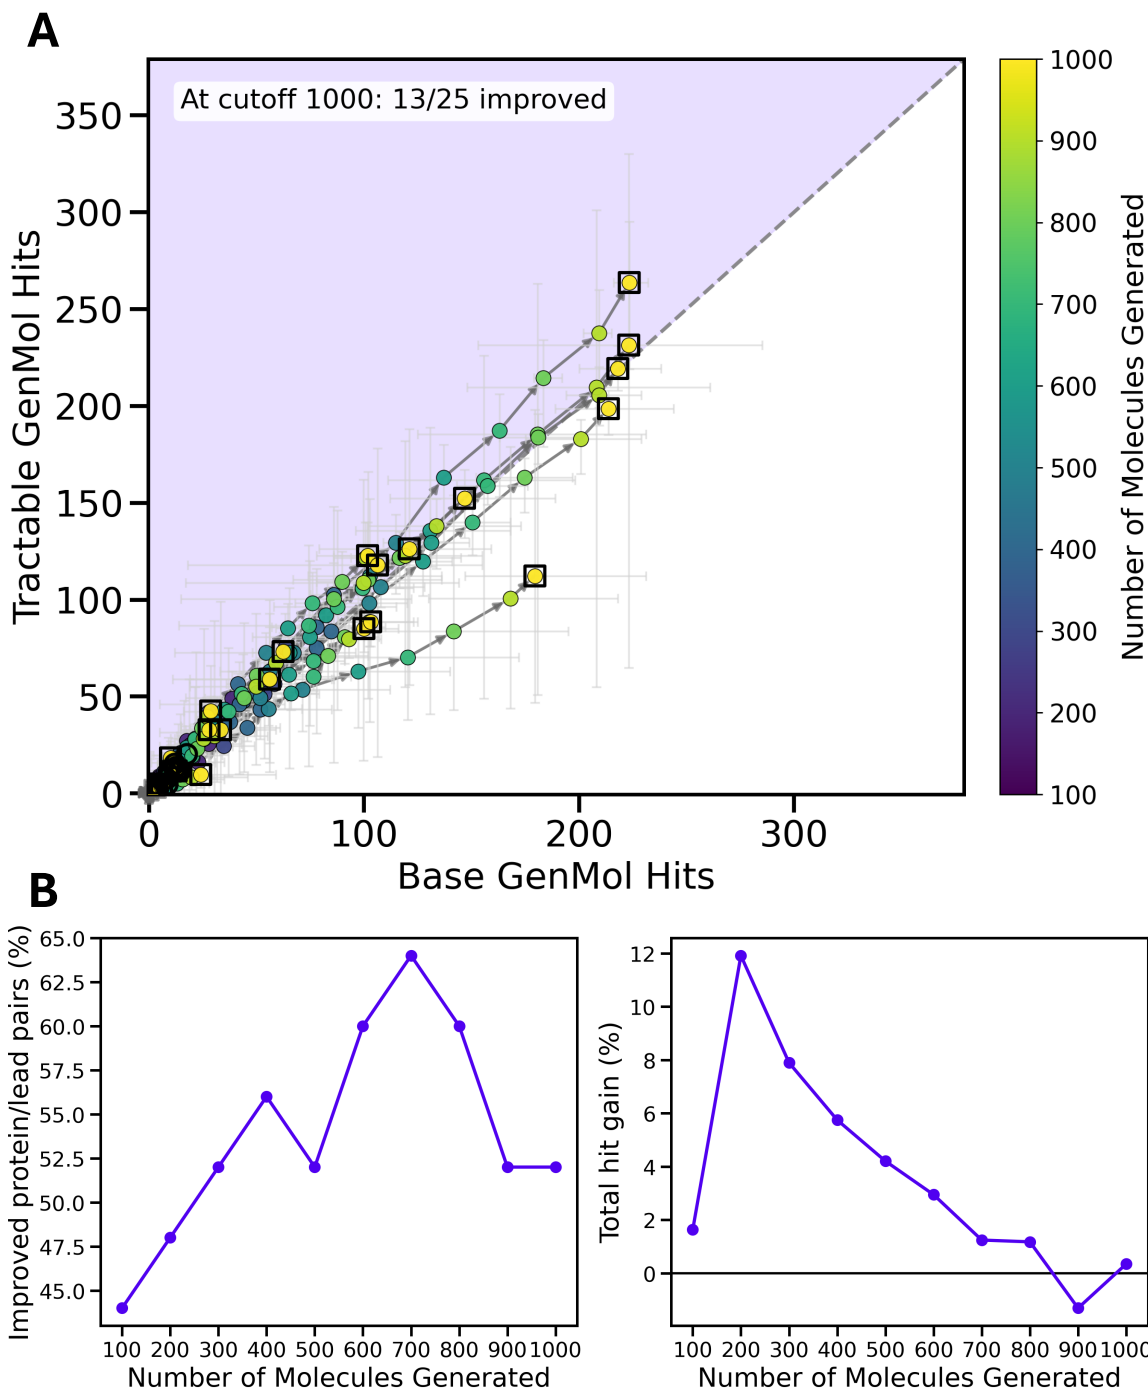 A
At cutoff 1000: 13/25 improved
350
300
250
200
150
100
50
0
Tractable GenMol Hits
0 100 200 300
Base GenMol Hits
1000
900
800
700
600
500
400
300
200
100
Number of Molecules Generated
B
65.0
62.5
60.0
57.5
55.0
52.5
50.0
47.5
45.0
Improved protein/lead pairs (%)
100 200 300 400 500 600 700 800 900 1000
Number of Molecules Generated
12
10
8
6
4
2
0
Total hit gain (%)
100 200 300 400 500 600 700 800 900 1000
Number of Molecules Generated